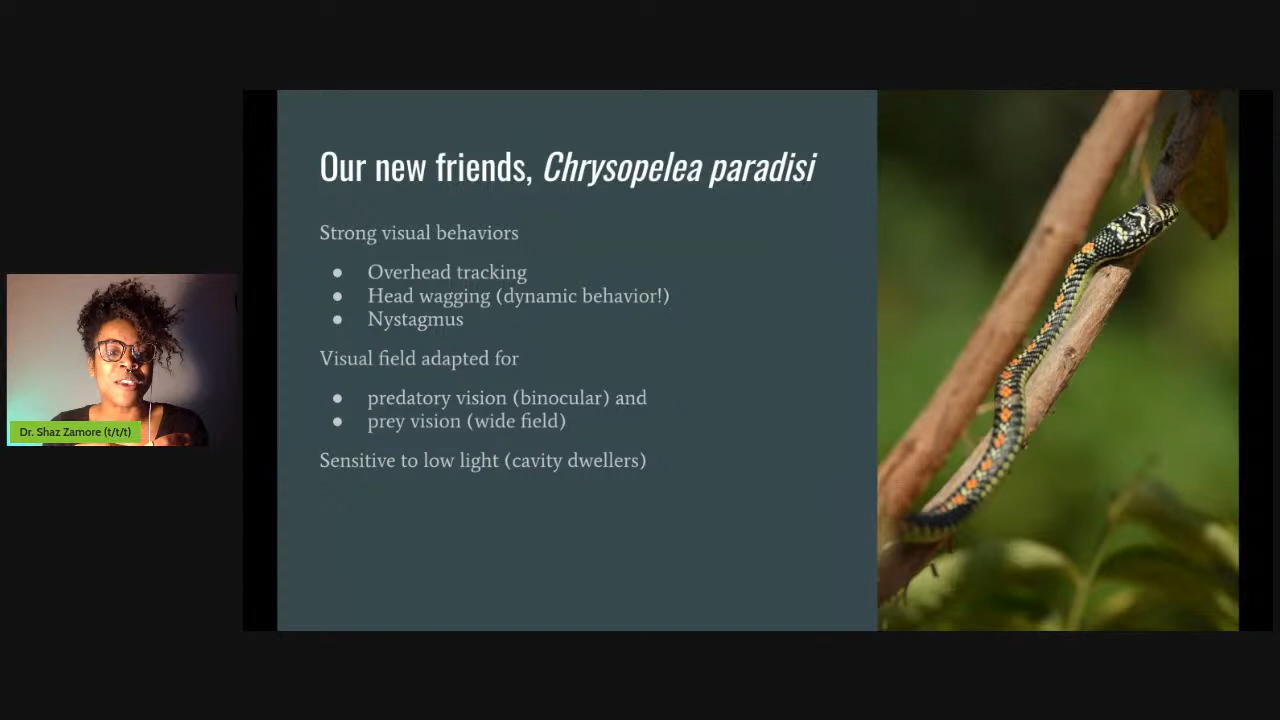 Our new friends, Chrysopelea paradisi
Strong visual behaviors
● Overhead tracking
● Head wagging (dynamic behavior!)
● Nystagmus
Visual field adapted for
● predatory vision (binocular) and
● prey vision (wide field)
Sensitive to low light (cavity dwellers)
Dr. Shaz Zamore (t/t/t)